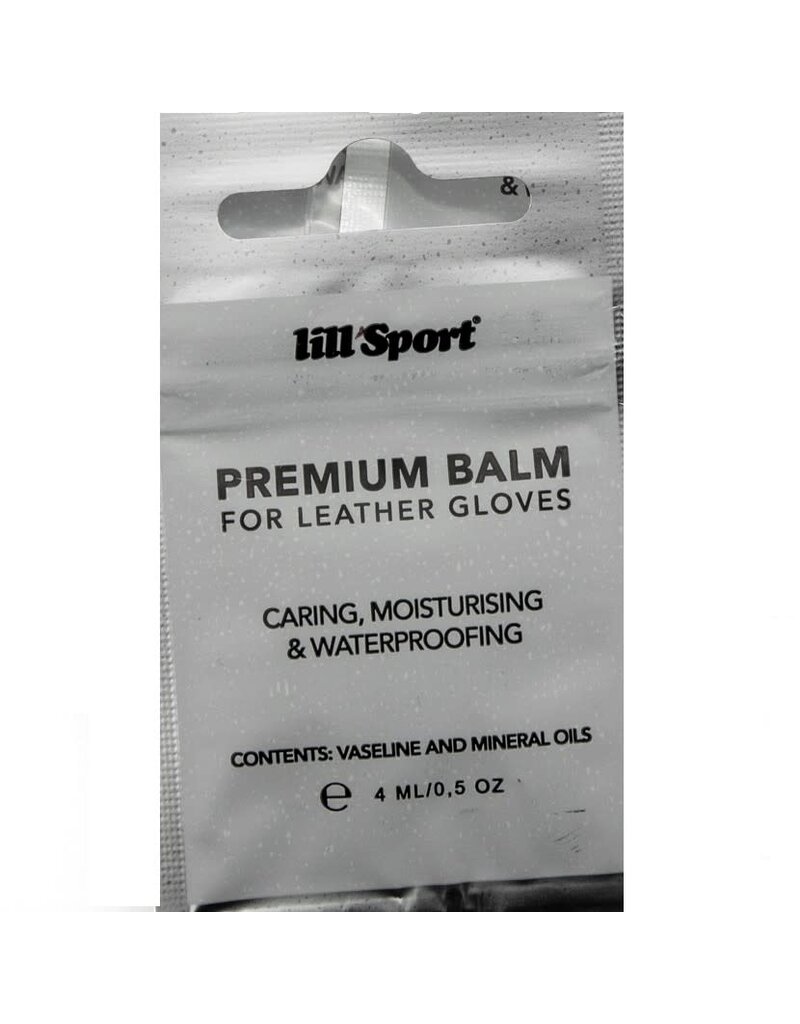 &
lill'Sport®
PREMIUM BALM
FOR LEATHER GLOVES
CARING, MOISTURISING
& WATERPROOFING
CONTENTS: VASELINE AND MINERAL OILS
℮ 4 ML/0,5 OZ